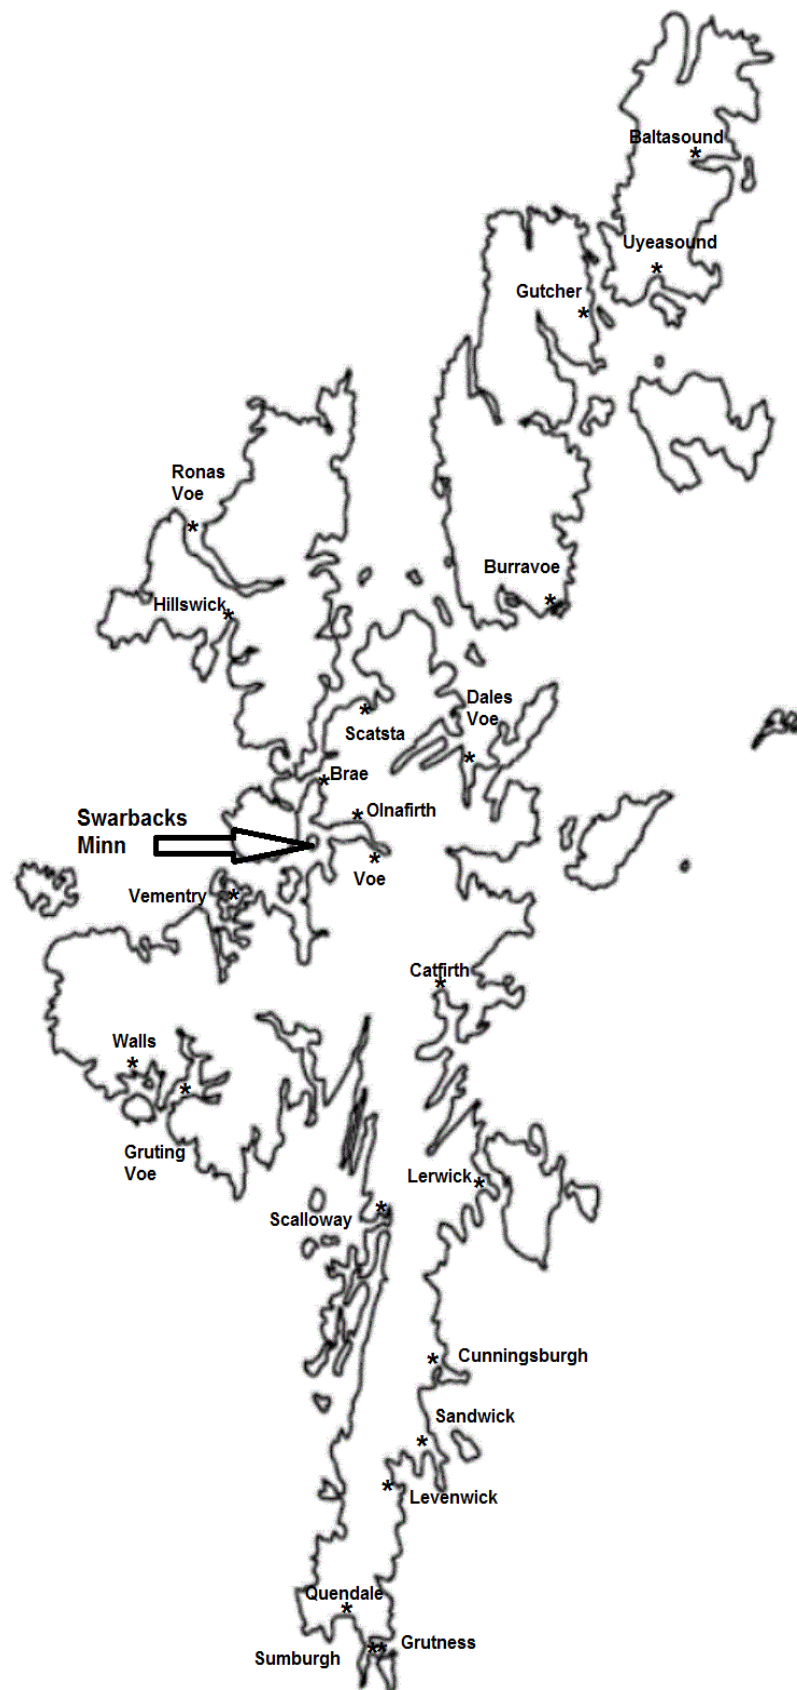 Baltasound
Uyeasound
Gutcher
Ronas
Voe
Burravoe
Hillswick
Dales
Voe
Scatsta
Brae
Olnafirth
Swarbacks
Minn
Voe
Vementry
Catfirth
Walls
Gruting
Voe
Lerwick
Scalloway
Cunningsburgh
Sandwick
Levenwick
Quendale
Grutness
Sumburgh